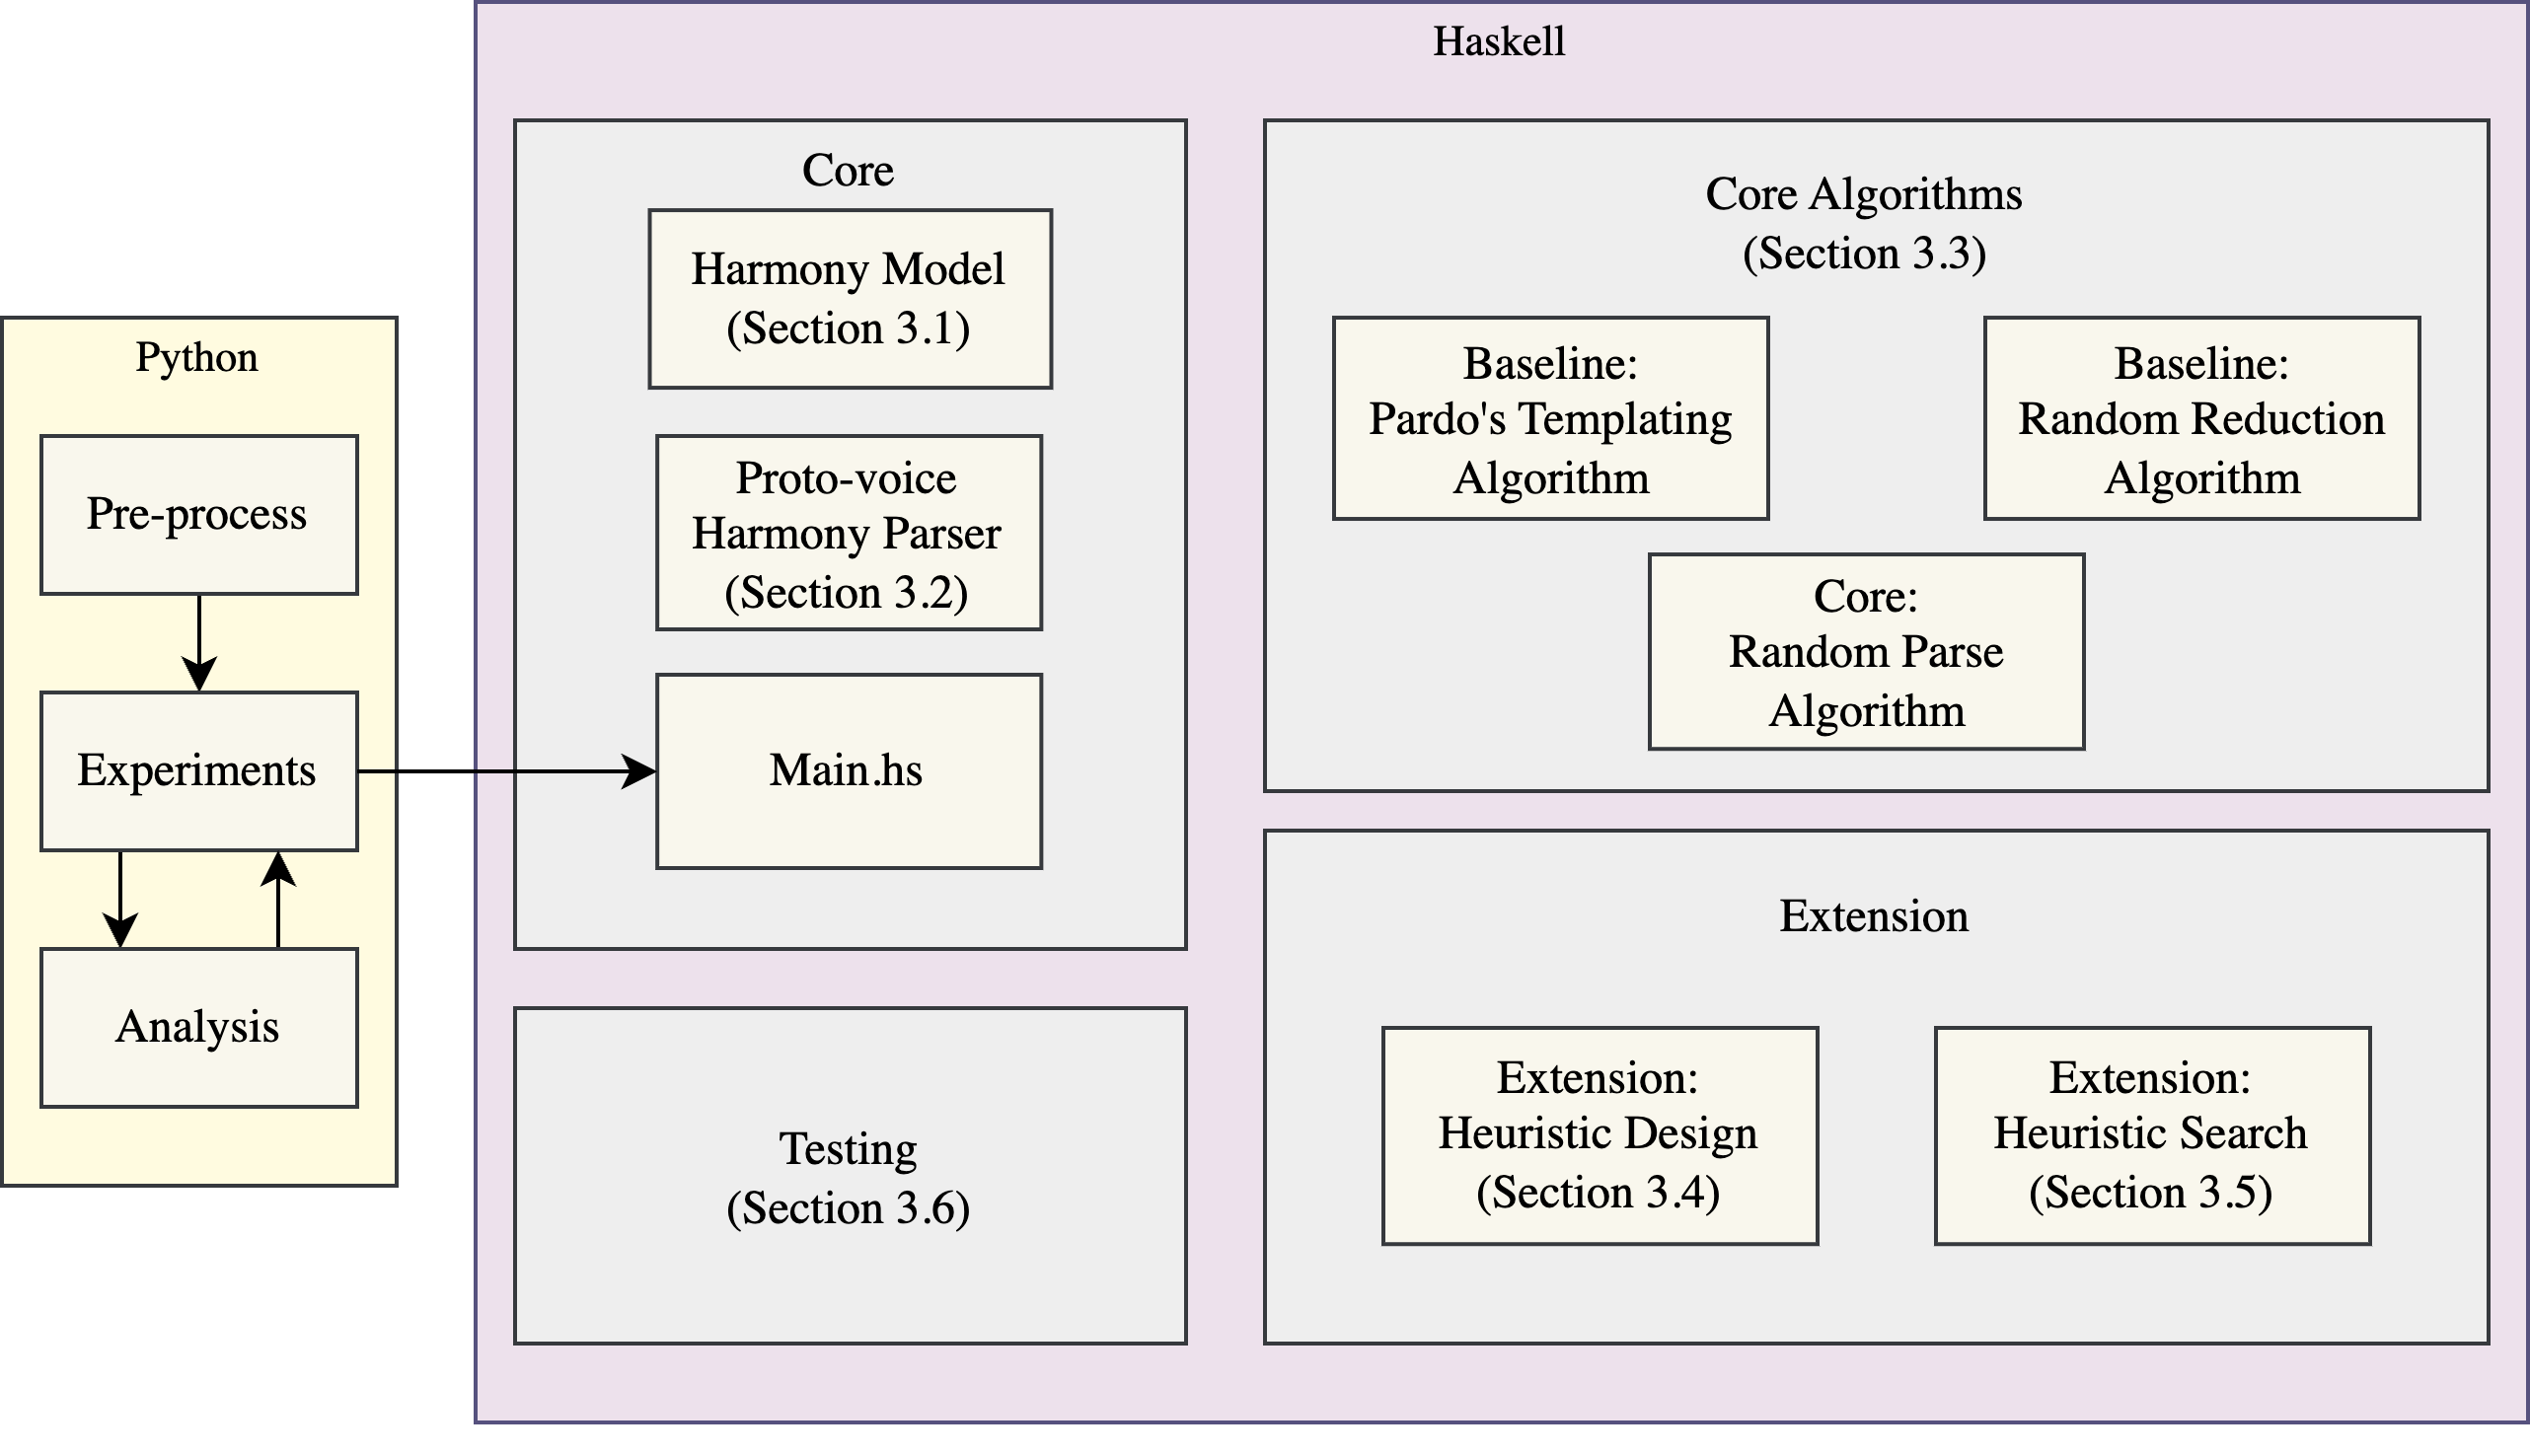 Haskell
Python
Pre-process
Experiments
Analysis
Core
Harmony Model
(Section 3.1)
Proto-voice
Harmony Parser
(Section 3.2)
Main.hs
Testing
(Section 3.6)
Core Algorithms
(Section 3.3)
Baseline:
Pardo's Templating
Algorithm
Baseline:
Random Reduction
Algorithm
Core:
Random Parse
Algorithm
Extension
Extension:
Heuristic Design
(Section 3.4)
Extension:
Heuristic Search
(Section 3.5)